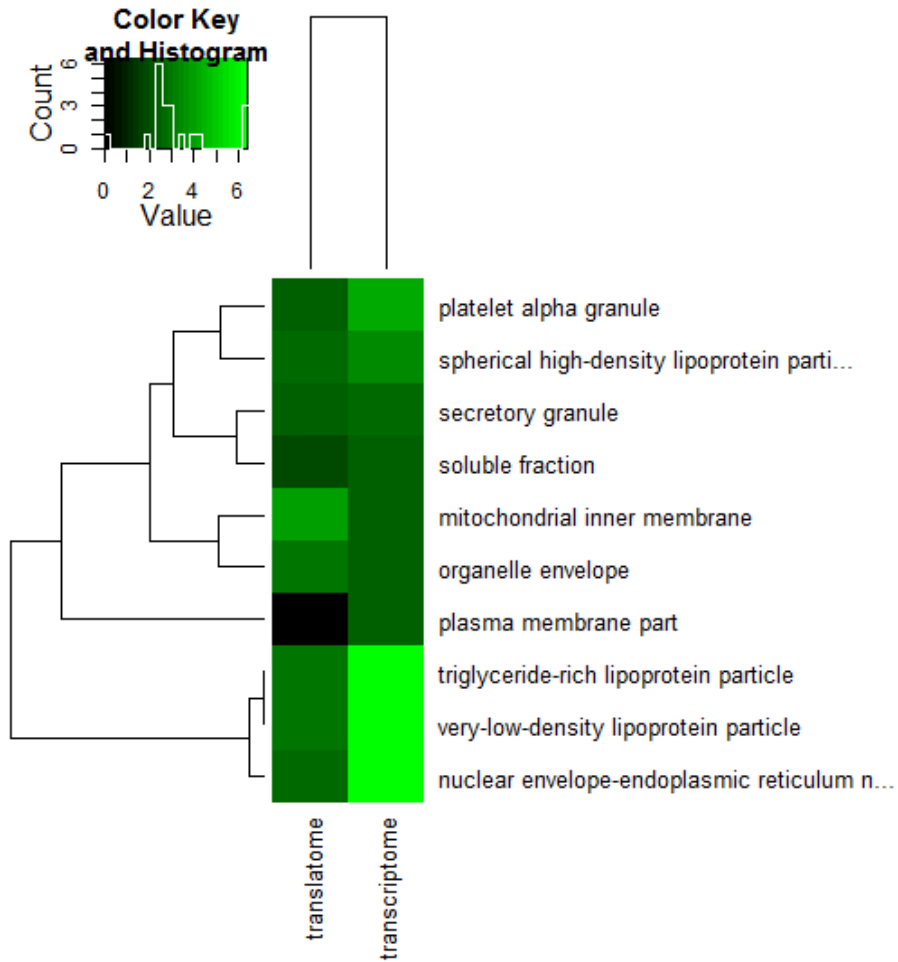 Color Key
and Histogram
Count
0 3 6
0 2 4 6
Value
platelet alpha granule
spherical high-density lipoprotein parti...
secretory granule
soluble fraction
mitochondrial inner membrane
organelle envelope
plasma membrane part
triglyceride-rich lipoprotein particle
very-low-density lipoprotein particle
nuclear envelope-endoplasmic reticulum n...
translatome
transcriptome